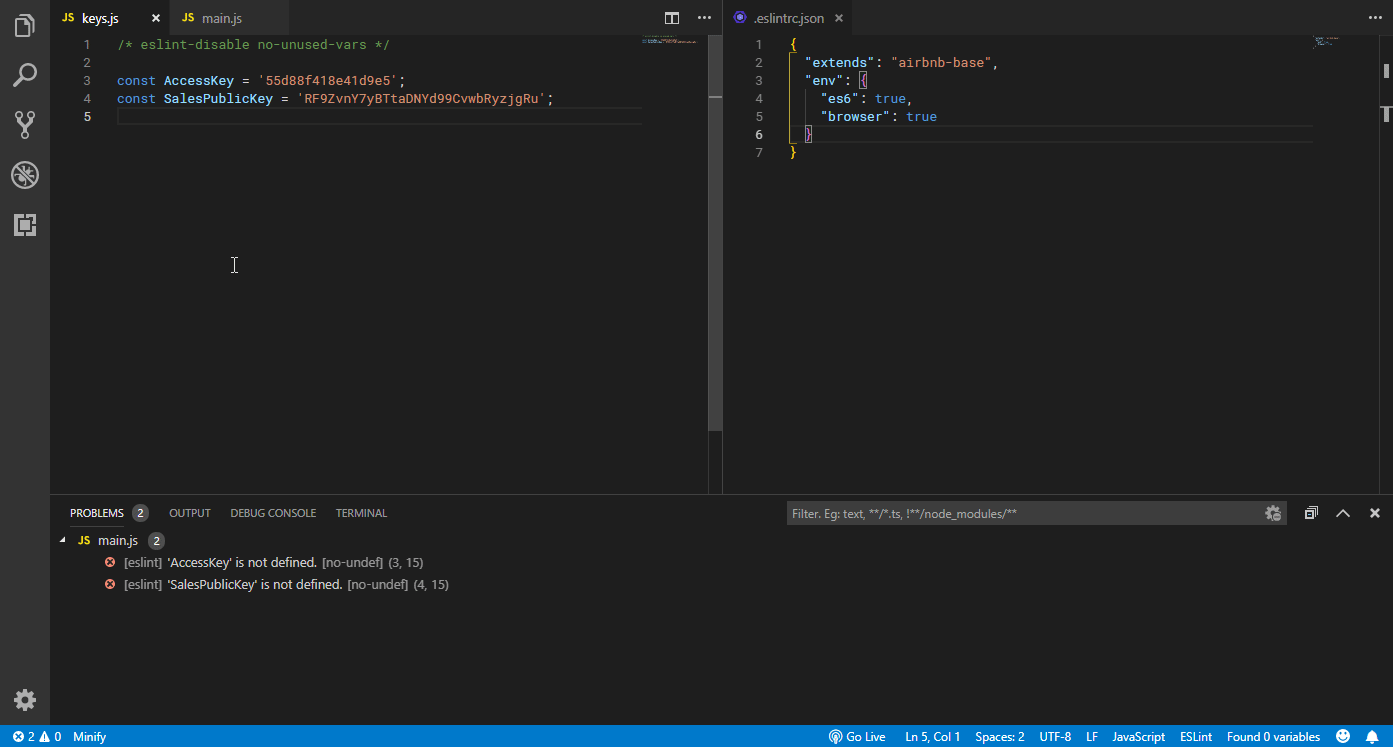 JS keys.js × JS main.js
1 /* eslint-disable no-unused-vars */
2
3 const AccessKey = '55d88f418e41d9e5';
4 const SalesPublicKey = 'RF9ZvnY7yBTtaDNYd99CvwbRyzjgRu';
5
.eslintrc.json ×
1 {
2 "extends": "airbnb-base",
3 "env": {
4 "es6": true,
5 "browser": true
6 }
7 }
PROBLEMS 2 OUTPUT DEBUG CONSOLE TERMINAL
Filter. Eg: text, **/*.ts, !**/node_modules/**
JS main.js 2
[eslint] 'AccessKey' is not defined. [no-undef] (3, 15)
[eslint] 'SalesPublicKey' is not defined. [no-undef] (4, 15)
2 0 Minify
Go Live Ln 5, Col 1 Spaces: 2 UTF-8 LF JavaScript ESLint Found 0 variables